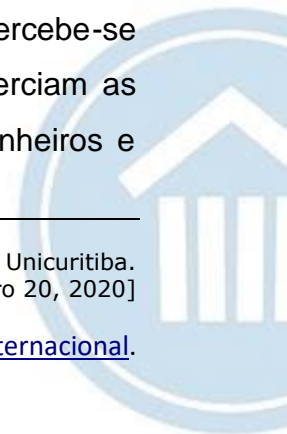 ercebe-se
erciam as
nheiros e
Unicuritiba.
ro 20, 2020]
ternacional.